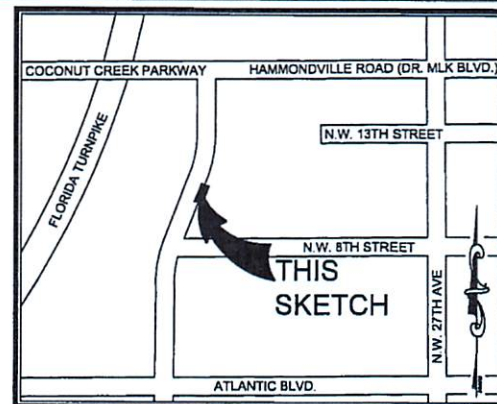 COCONUT CREEK PARKWAY
HAMMONDVILLE ROAD (DR. MLK BLVD.)
FLORIDA TURNPIKE
N.W. 13TH STREET
N.W. 8TH STREET
THIS
SKETCH
N.W. 27TH AVE
ATLANTIC BLVD.